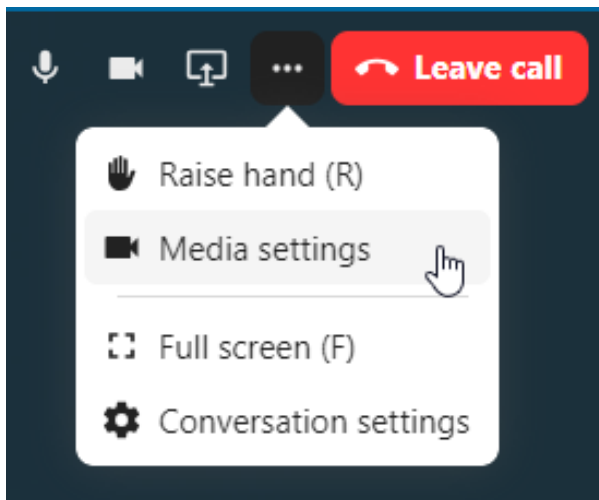 Leave call
Raise hand (R)
Media settings
Full screen (F)
Conversation settings